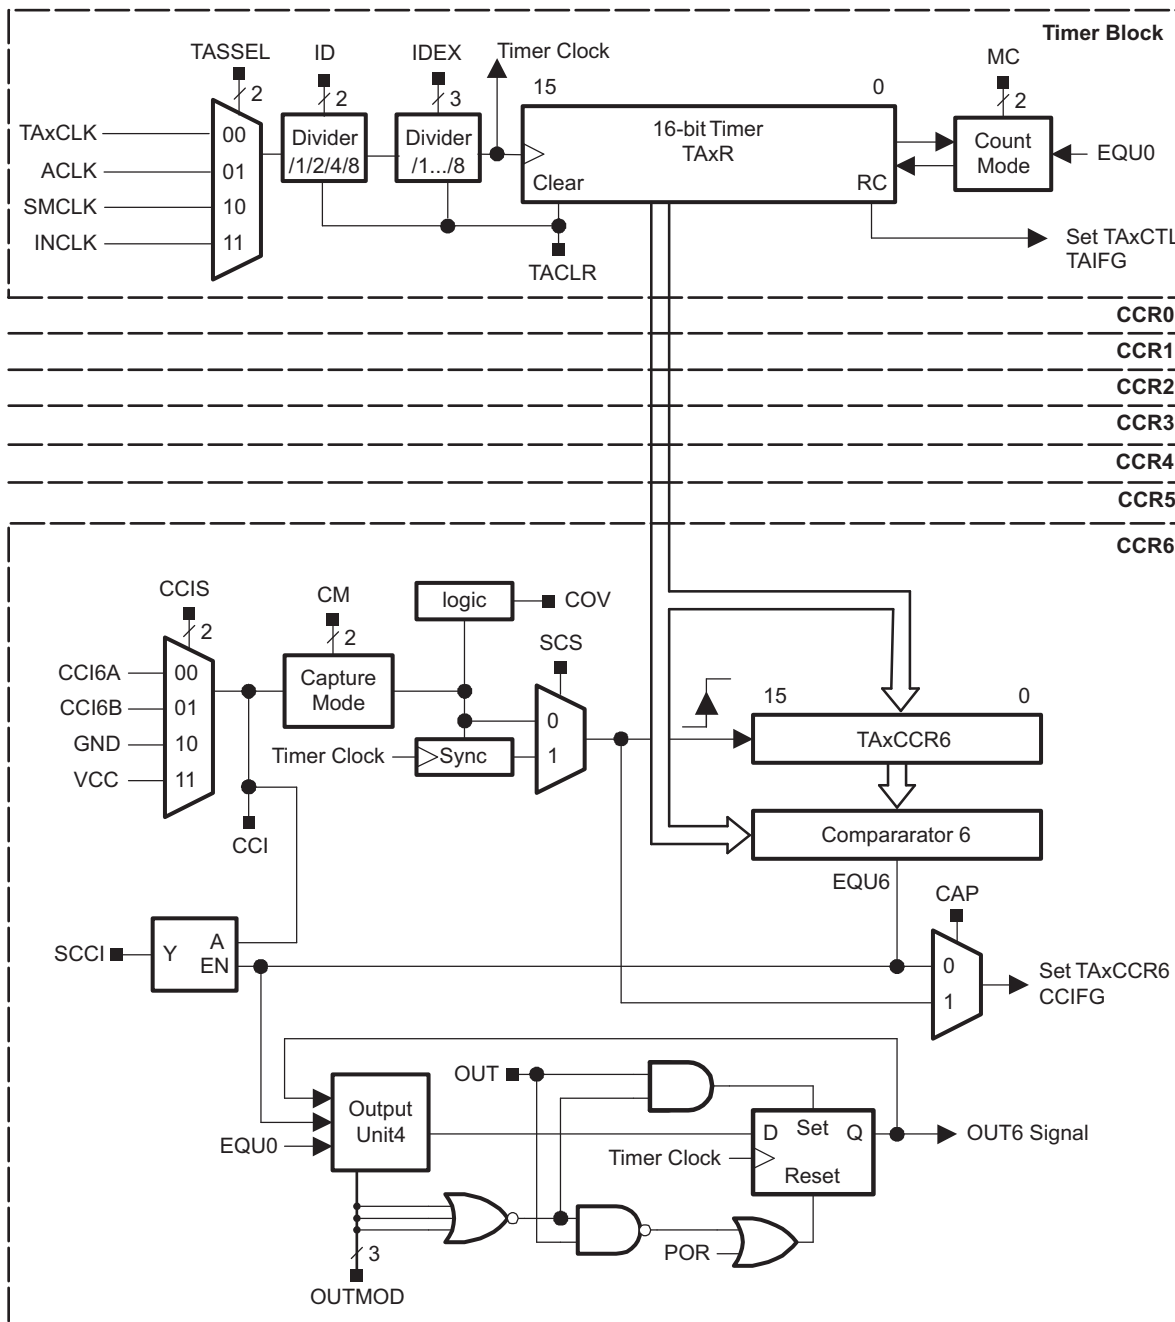 Timer Block
TASSEL
ID
IDEX
Timer Clock
MC
2
2
3
15
0
2
TAxCLK
ACLK
SMCLK
INCLK
00
01
10
11
Divider
/1/2/4/8
Divider
/1.../8
16-bit Timer
TAxR
Clear
RC
Count
Mode
EQU0
TACLR
Set TAxCTL
TAIFG
CCR0
CCR1
CCR2
CCR3
CCR4
CCR5
CCR6
CCIS
2
CM
2
logic
COV
SCS
CCI6A
CCI6B
GND
VCC
00
01
10
11
Capture
Mode
Timer Clock
Sync
0
1
15
0
TAxCCR6
CCI
Compararator 6
EQU6
CAP
SCCI
Y
A
EN
0
1
Set TAxCCR6
CCIFG
OUT
Output
Unit4
EQU0
D
Set
Q
Timer Clock
Reset
OUT6 Signal
3
POR
OUTMOD